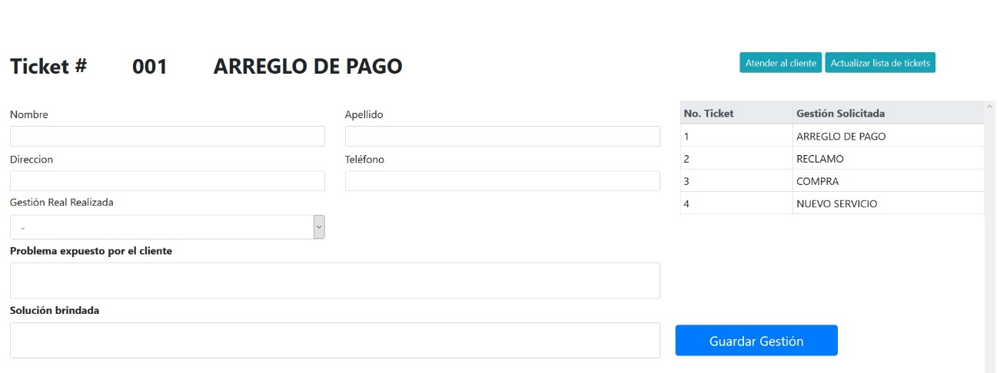 Ticket # 001 ARREGLO DE PAGO
Atender al cliente Actualizar lista de tickets
Nombre Apellido
Direccion Teléfono
Gestión Real Realizada
-
Problema expuesto por el cliente
Solución brindada
No. Ticket Gestión Solicitada
1 ARREGLO DE PAGO
2 RECLAMO
3 COMPRA
4 NUEVO SERVICIO
Guardar Gestión